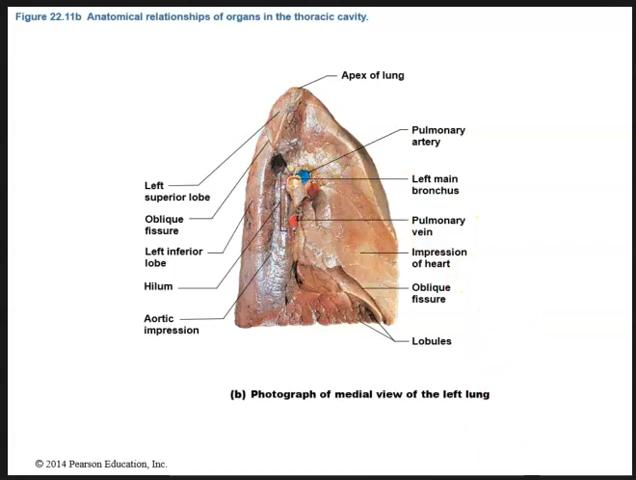 Figure 22.11b Anatomical relationships of organs in the thoracic cavity.
Apex of lung
Pulmonary
artery
Left main
bronchus
Pulmonary
vein
Impression
of heart
Oblique
fissure
Lobules
Left
superior lobe
Oblique
fissure
Left inferior
lobe
Hilum
Aortic
impression
(b) Photograph of medial view of the left lung
© 2014 Pearson Education, Inc.